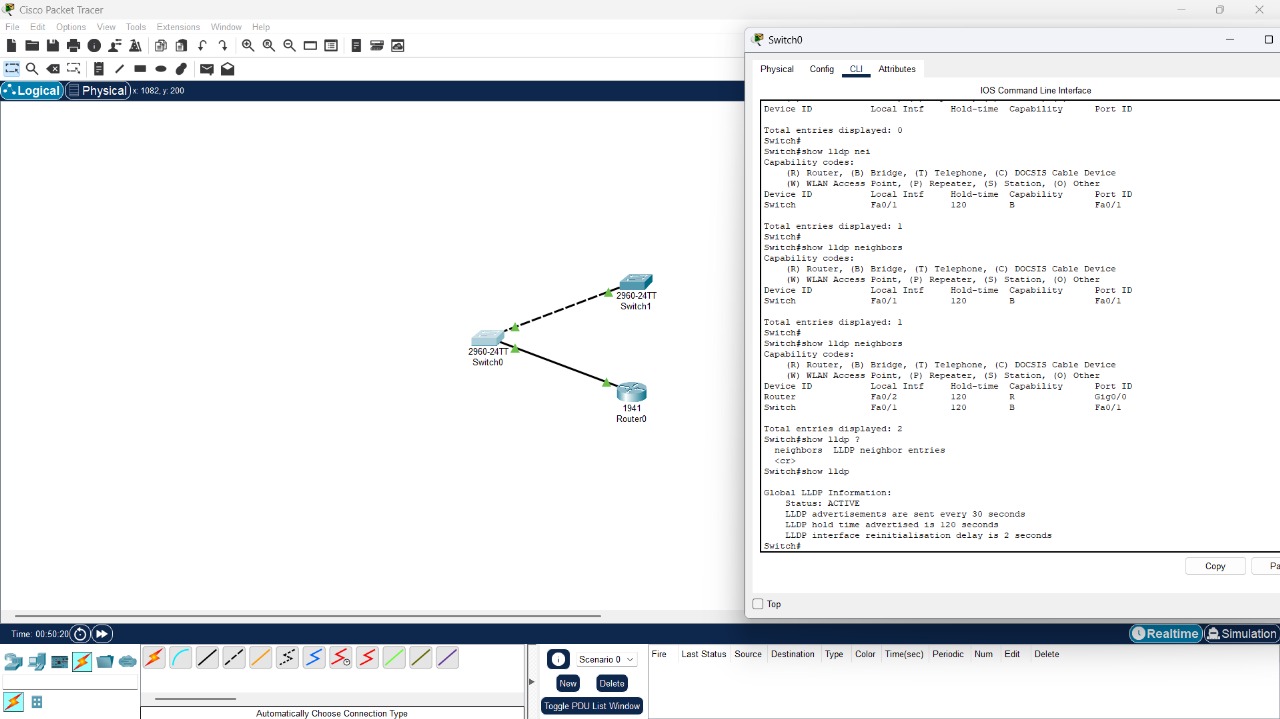 Cisco Packet Tracer
File Edit Options View Tools Extensions Window Help
Logical Physical x: 1082, y: 200
2960-24TT
Switch1
2960-24TT
Switch0
1941
Router0
Switch0
Physical Config CLI Attributes
IOS Command Line Interface
Device ID Local Intf Hold-time Capability Port ID
Total entries displayed: 0
Switch#
Switch#show lldp nei
Capability codes:
(R) Router, (B) Bridge, (T) Telephone, (C) DOCSIS Cable Device
(W) WLAN Access Point, (P) Repeater, (S) Station, (O) Other
Device ID Local Intf Hold-time Capability Port ID
Switch Fa0/1 120 B Fa0/1
Total entries displayed: 1
Switch#
Switch#show lldp neighbors
Capability codes:
(R) Router, (B) Bridge, (T) Telephone, (C) DOCSIS Cable Device
(W) WLAN Access Point, (P) Repeater, (S) Station, (O) Other
Device ID Local Intf Hold-time Capability Port ID
Switch Fa0/1 120 B Fa0/1
Total entries displayed: 1
Switch#
Switch#show lldp neighbors
Capability codes:
(R) Router, (B) Bridge, (T) Telephone, (C) DOCSIS Cable Device
(W) WLAN Access Point, (P) Repeater, (S) Station, (O) Other
Device ID Local Intf Hold-time Capability Port ID
Router Fa0/2 120 R Gig0/0
Switch Fa0/1 120 B Fa0/1
Total entries displayed: 2
Switch#show lldp ?
neighbors LLDP neighbor entries
<cr>
Switch#show lldp
Global LLDP Information:
Status: ACTIVE
LLDP advertisements are sent every 30 seconds
LLDP hold time advertised is 120 seconds
LLDP interface reinitialisation delay is 2 seconds
Switch#
Copy Pa
Top
Time: 00:50:20
Realtime Simulation
Scenario 0
New Delete
Toggle PDU List Window
Fire Last Status Source Destination Type Color Time(sec) Periodic Num Edit Delete
Automatically Choose Connection Type